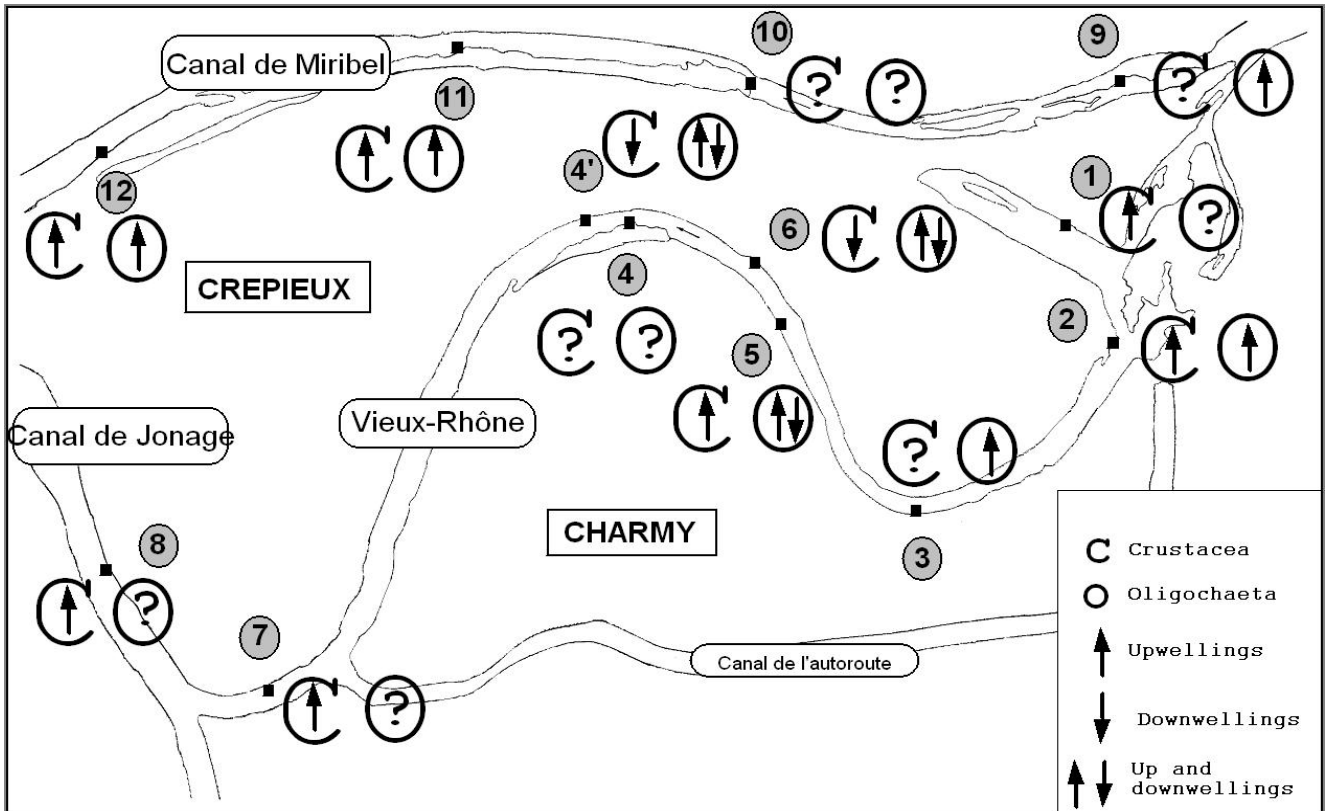 10
9
Canal de Miribel
? ?
?
11
4'
1
12
6
?
CREPIEUX
4
2
? ?
5
Canal de Jonage
Vieux-Rhône
?
CHARMY
8
3
C Crustacea
O Oligochaeta
?
7
Upwellings
Canal de l'autoroute
?
Downwellings
Up and
downwellings